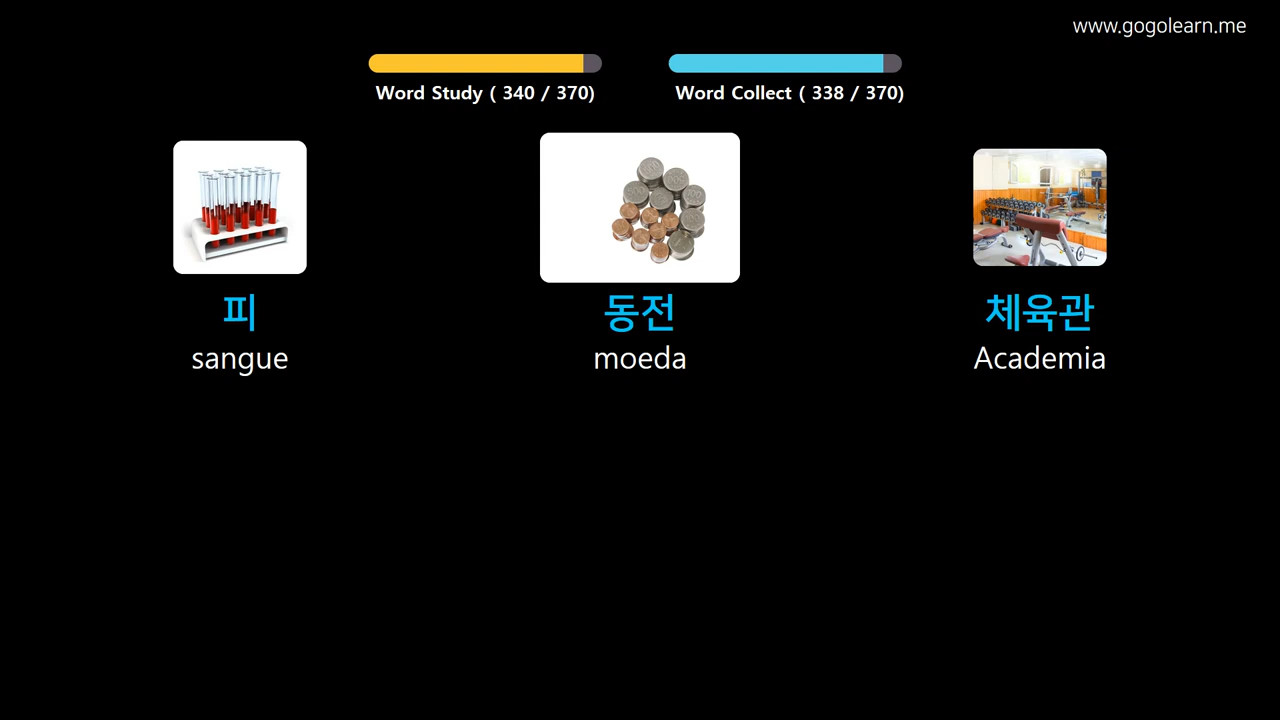 www.gogolearn.me
Word Study ( 340 / 370)
Word Collect ( 338 / 370)
피
동전
체육관
sangue
moeda
Academia